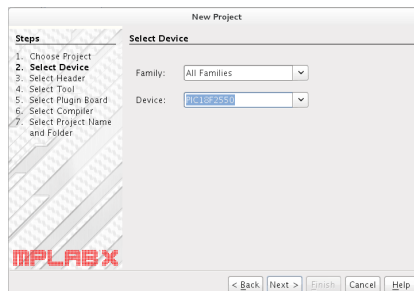 New Project
Steps
1. Choose Project
2. Select Device
3. Select Header
4. Select Tool
5. Select Plugin Board
6. Select Compiler
7. Select Project Name
and Folder
Select Device
Family: All Families
Device: PIC18F2550
MPLABX
< Back Next > Finish Cancel Help